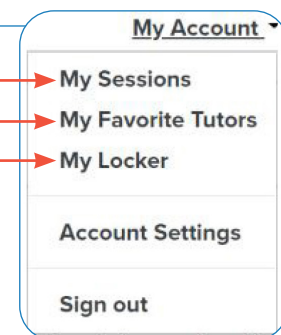 My Account
My Sessions
My Favorite Tutors
My Locker
Account Settings
Sign out